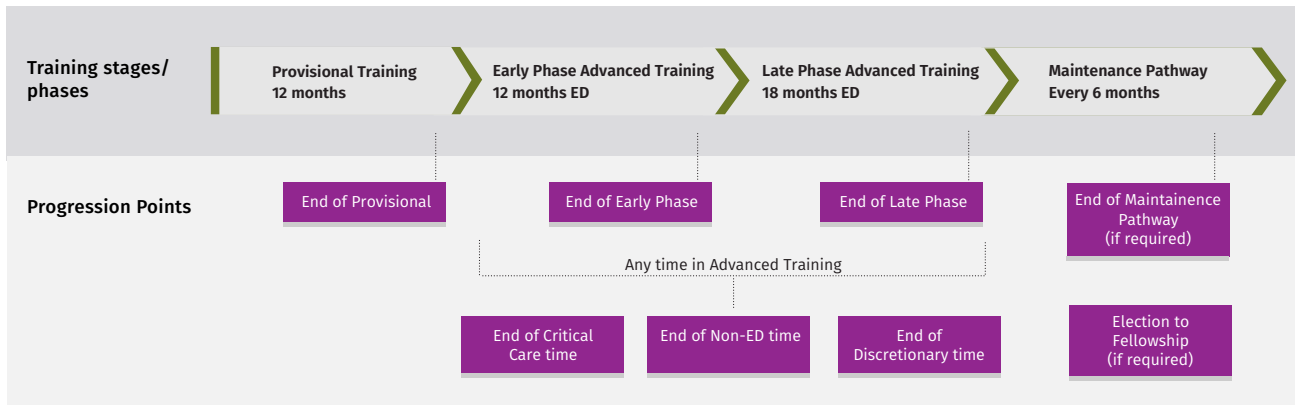 Training stages/
phases
Provisional Training
12 months
Early Phase Advanced Training
12 months ED
Late Phase Advanced Training
18 months ED
Maintenance Pathway
Every 6 months
Progression Points
End of Provisional
End of Early Phase
End of Late Phase
End of Maintainence
Pathway
(if required)
Any time in Advanced Training
End of Critical
Care time
End of Non-ED time
End of
Discretionary time
Election to
Fellowship
(if required)